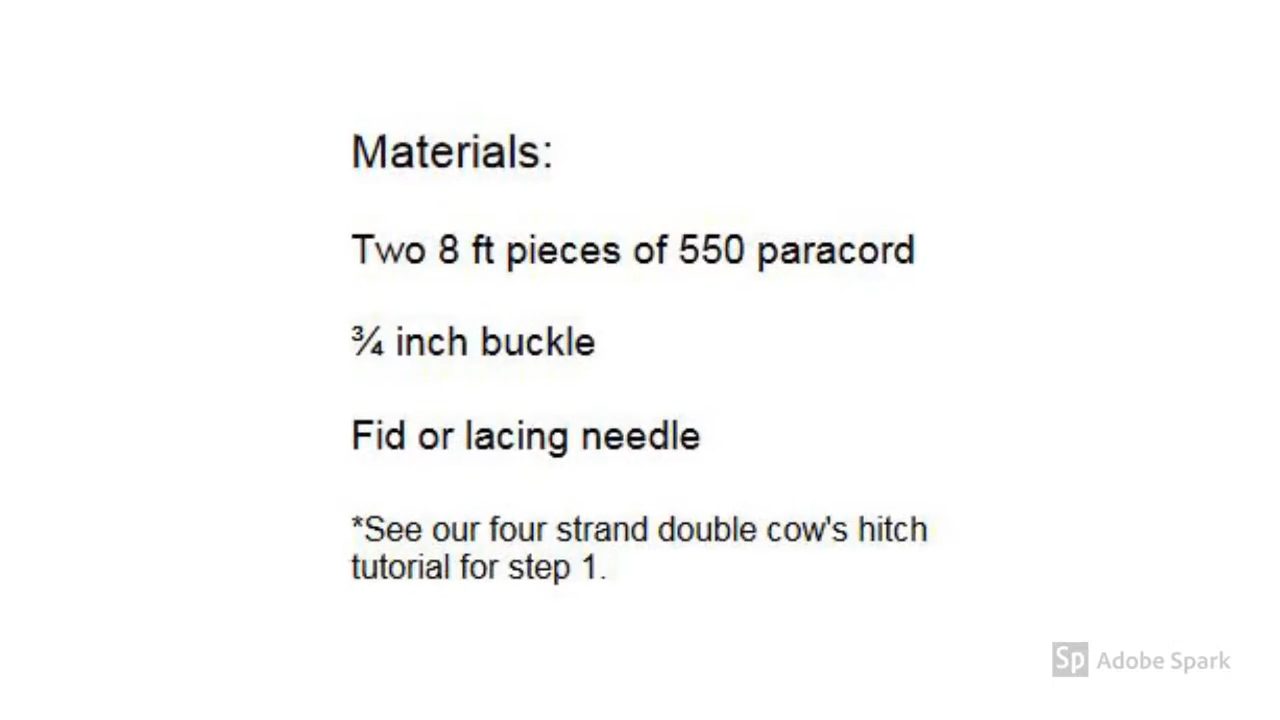 Materials:
Two 8 ft pieces of 550 paracord
¾ inch buckle
Fid or lacing needle
*See our four strand double cow's hitch
tutorial for step 1.
Sp Adobe Spark